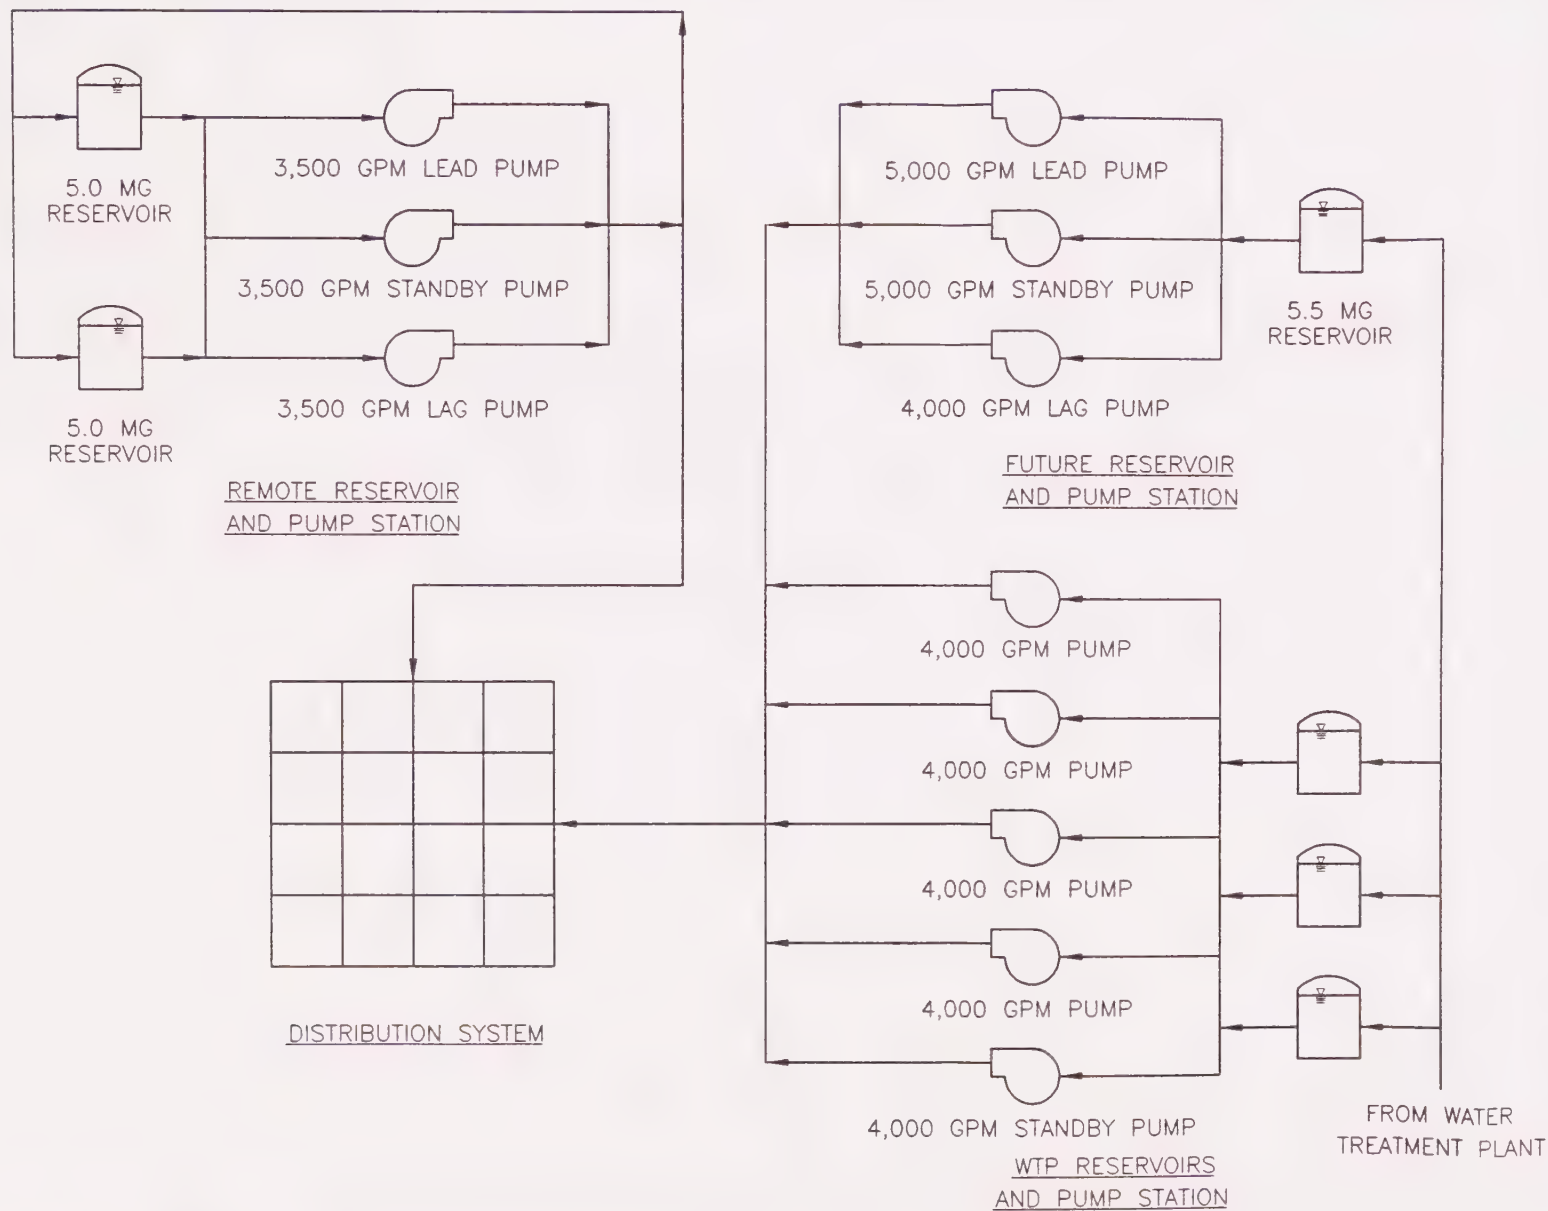 3,500 GPM LEAD PUMP
5.0 MG
RESERVOIR
3,500 GPM STANDBY PUMP
3,500 GPM LAG PUMP
5.0 MG
RESERVOIR
REMOTE RESERVOIR
AND PUMP STATION
5,000 GPM LEAD PUMP
5,000 GPM STANDBY PUMP
5.5 MG
RESERVOIR
4,000 GPM LAG PUMP
FUTURE RESERVOIR
AND PUMP STATION
4,000 GPM PUMP
4,000 GPM PUMP
4,000 GPM PUMP
4,000 GPM PUMP
4,000 GPM STANDBY PUMP
WTP RESERVOIRS
AND PUMP STATION
FROM WATER
TREATMENT PLANT
DISTRIBUTION SYSTEM